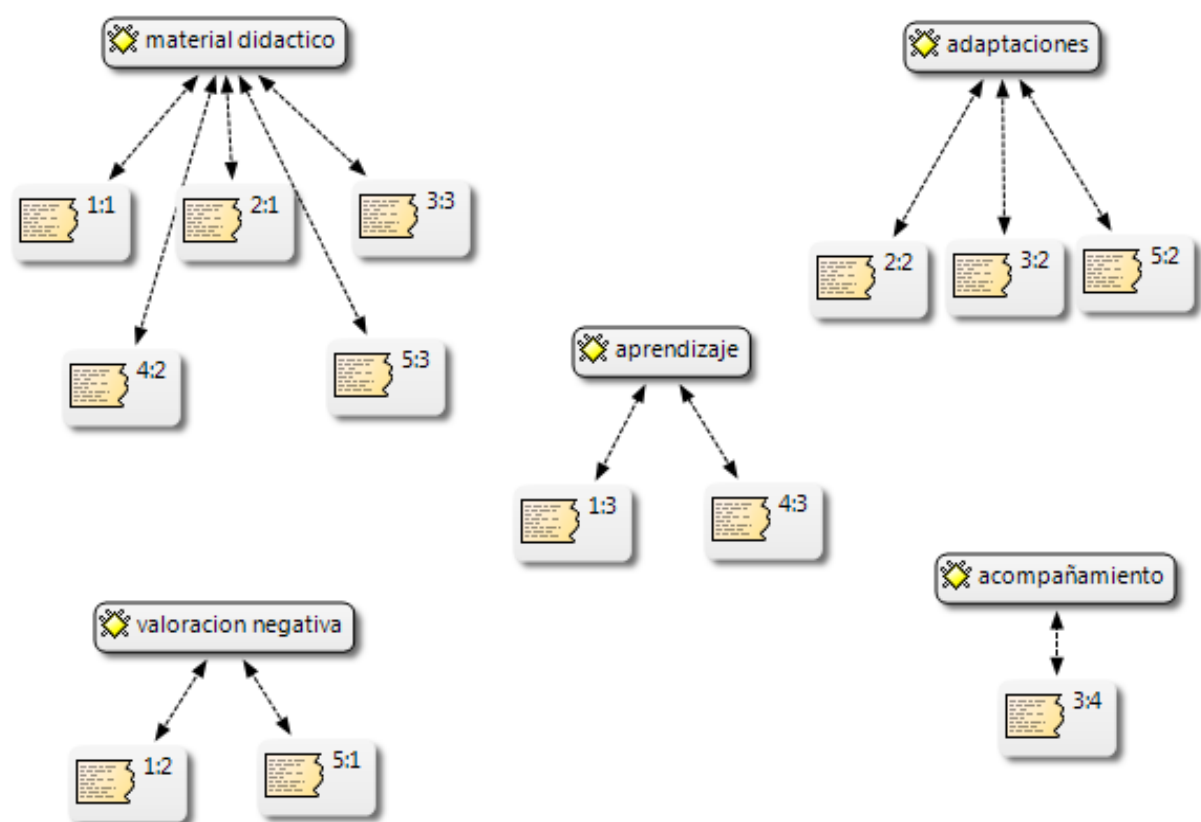 material didactico
adaptaciones
1:1
2:1
3:3
2:2
3:2
5:2
4:2
5:3
aprendizaje
1:3
4:3
acompañamiento
valoracion negativa
3:4
1:2
5:1